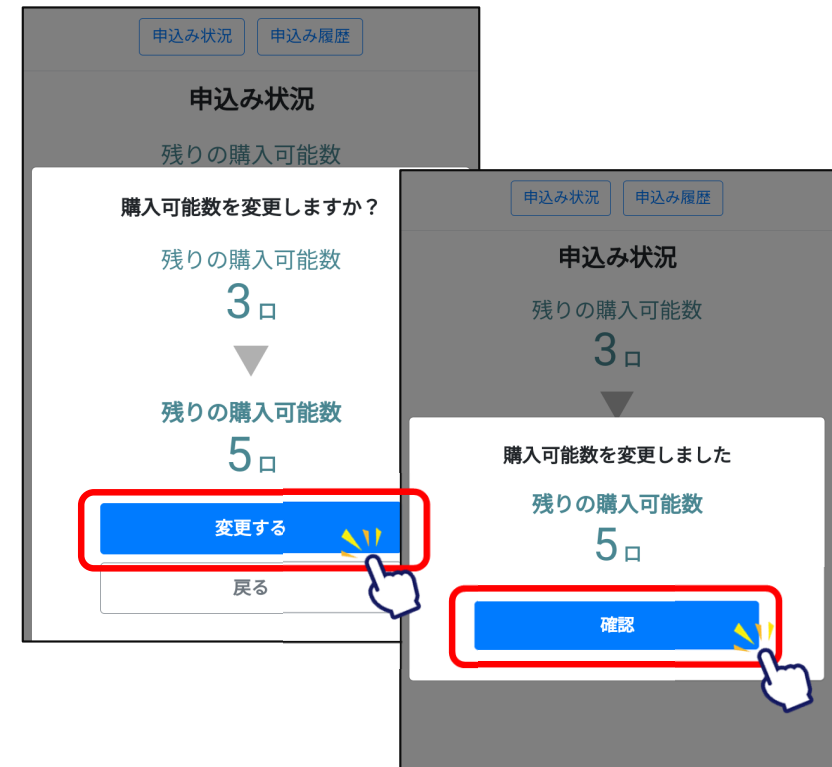 申込み状況
申込み履歴
申込み状況
残りの購入可能数
購入可能数を変更しますか？
残りの購入可能数
3 口
残りの購入可能数
5 口
変更する
戻る
申込み状況
申込み履歴
申込み状況
残りの購入可能数
3 口
購入可能数を変更しました
残りの購入可能数
5 口
確認